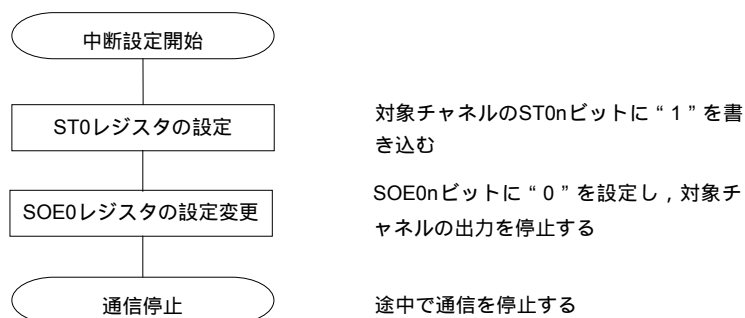 中断設定開始
ST0レジスタの設定
対象チャネルのST0nビットに“1”を書
き込む
SOE0レジスタの設定変更
SOE0nビットに“0”を設定し，対象チ
ャネルの出力を停止する
通信停止
途中で通信を停止する